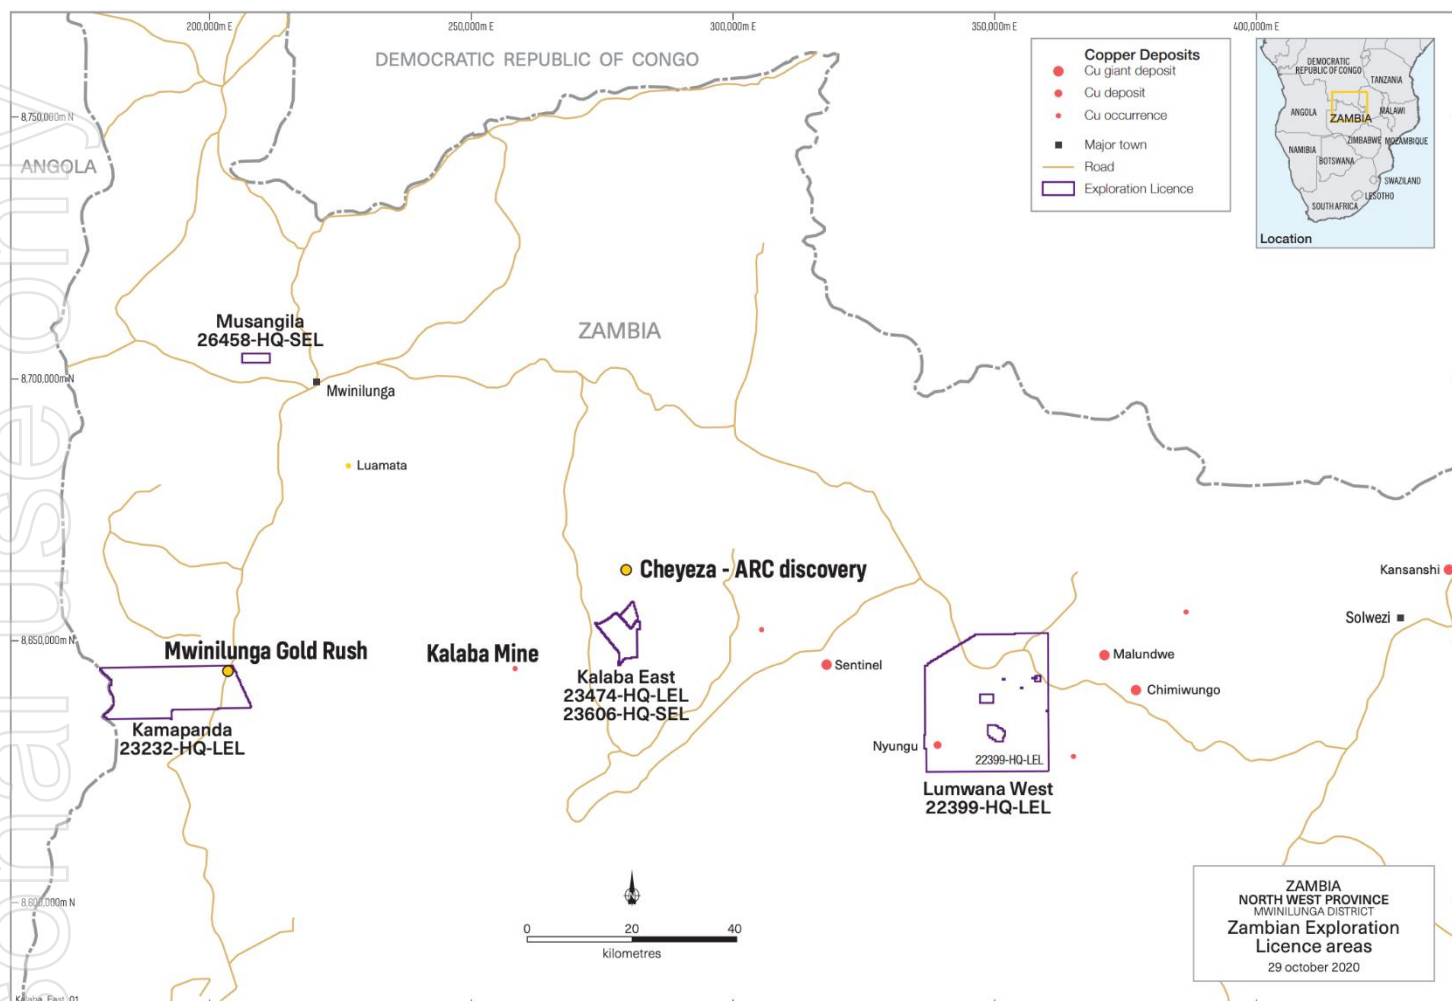 200,000m E
250,000m E
300,000m E
350,000m E
400,000m E
DEMOCRATIC REPUBLIC OF CONGO
8,750,000m N
ANGOLA
Copper Deposits
Cu giant deposit
Cu deposit
Cu occurrence
Major town
Road
Exploration Licence
DEMOCRATIC
REPUBLIC OF CONGO
TANZANIA
ANGOLA
MALAWI
ZAMBIA
ZIMBABWE
MOZAMBIQUE
NAMIBIA
BOTSWANA
SWAZILAND
LESOTHO
SOUTH AFRICA
Location
Musangila
26458-HQ-SEL
ZAMBIA
8,700,000m N
Mwinilunga
Luamata
Cheyeza - ARC discovery
Kansanshi
Solwezi
8,650,000m N
Mwinilunga Gold Rush
Kalaba Mine
Kalaba East
23474-HQ-LEL
23606-HQ-SEL
Sentinel
Malundwe
Chimiwungo
Kamapanda
23232-HQ-LEL
Nyungu
22399-HQ-LEL
Lumwana West
22399-HQ-LEL
8,600,000m N
0 20 40
kilometres
ZAMBIA
NORTH WEST PROVINCE
MWINILUNGA DISTRICT
Zambian Exploration
Licence areas
29 october 2020
Kalaba_East_01
sonal use only